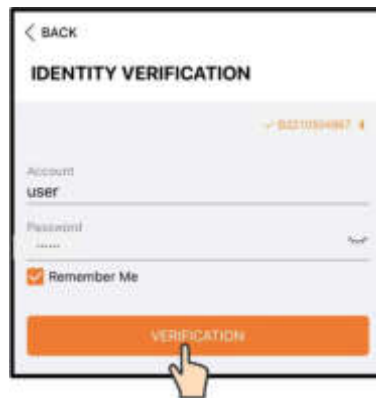 < BACK
IDENTITY VERIFICATION
Account
user
Password
......
Remember Me
VERIFICATION